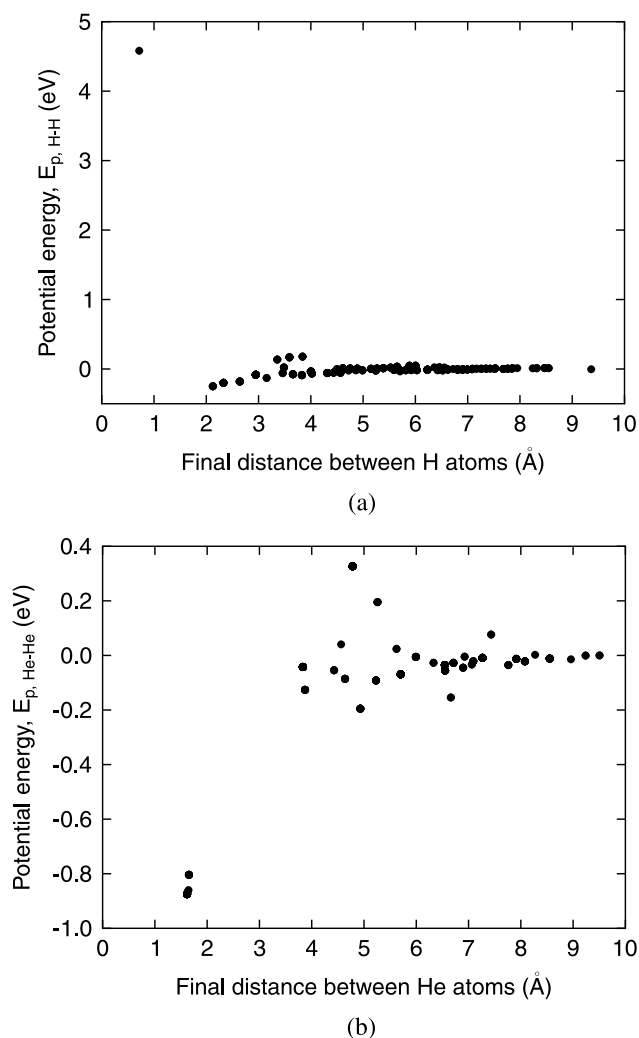 5
4
3
2
1
0
0 1 2 3 4 5 6 7 8 9 10
Potential energy, E p, H-H (eV)
Final distance between H atoms (Å)
(a)
0.4
0.2
0.0
-0.2
-0.4
-0.6
-0.8
-1.0
0 1 2 3 4 5 6 7 8 9 10
Potential energy, E p, He-He (eV)
Final distance between He atoms (Å)
(b)